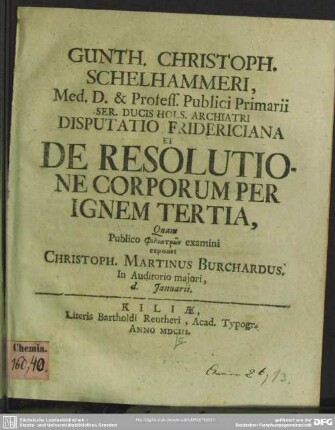 GUNTH. CHRISTOPH.
SCHELHAMMERI,
Med. D. & Profess. Publici Primarii
SER. DUCIS HOLS. ARCHIATRI
DISPUTATIO FRIDERICIANA
ET
DE RESOLUTIO-
NE CORPORUM PER
IGNEM TERTIA,
Quam
Publico φιλιατρῶν examini
exponet
CHRISTOPH. MARTINUS BURCHARDUS.
In Auditorio majori,
d. Januarii.
KILIÆ,
Literis Bartholdi Reutheri, Acad. Typogr.
ANNO MDCIII.
Chemia.
160,40.